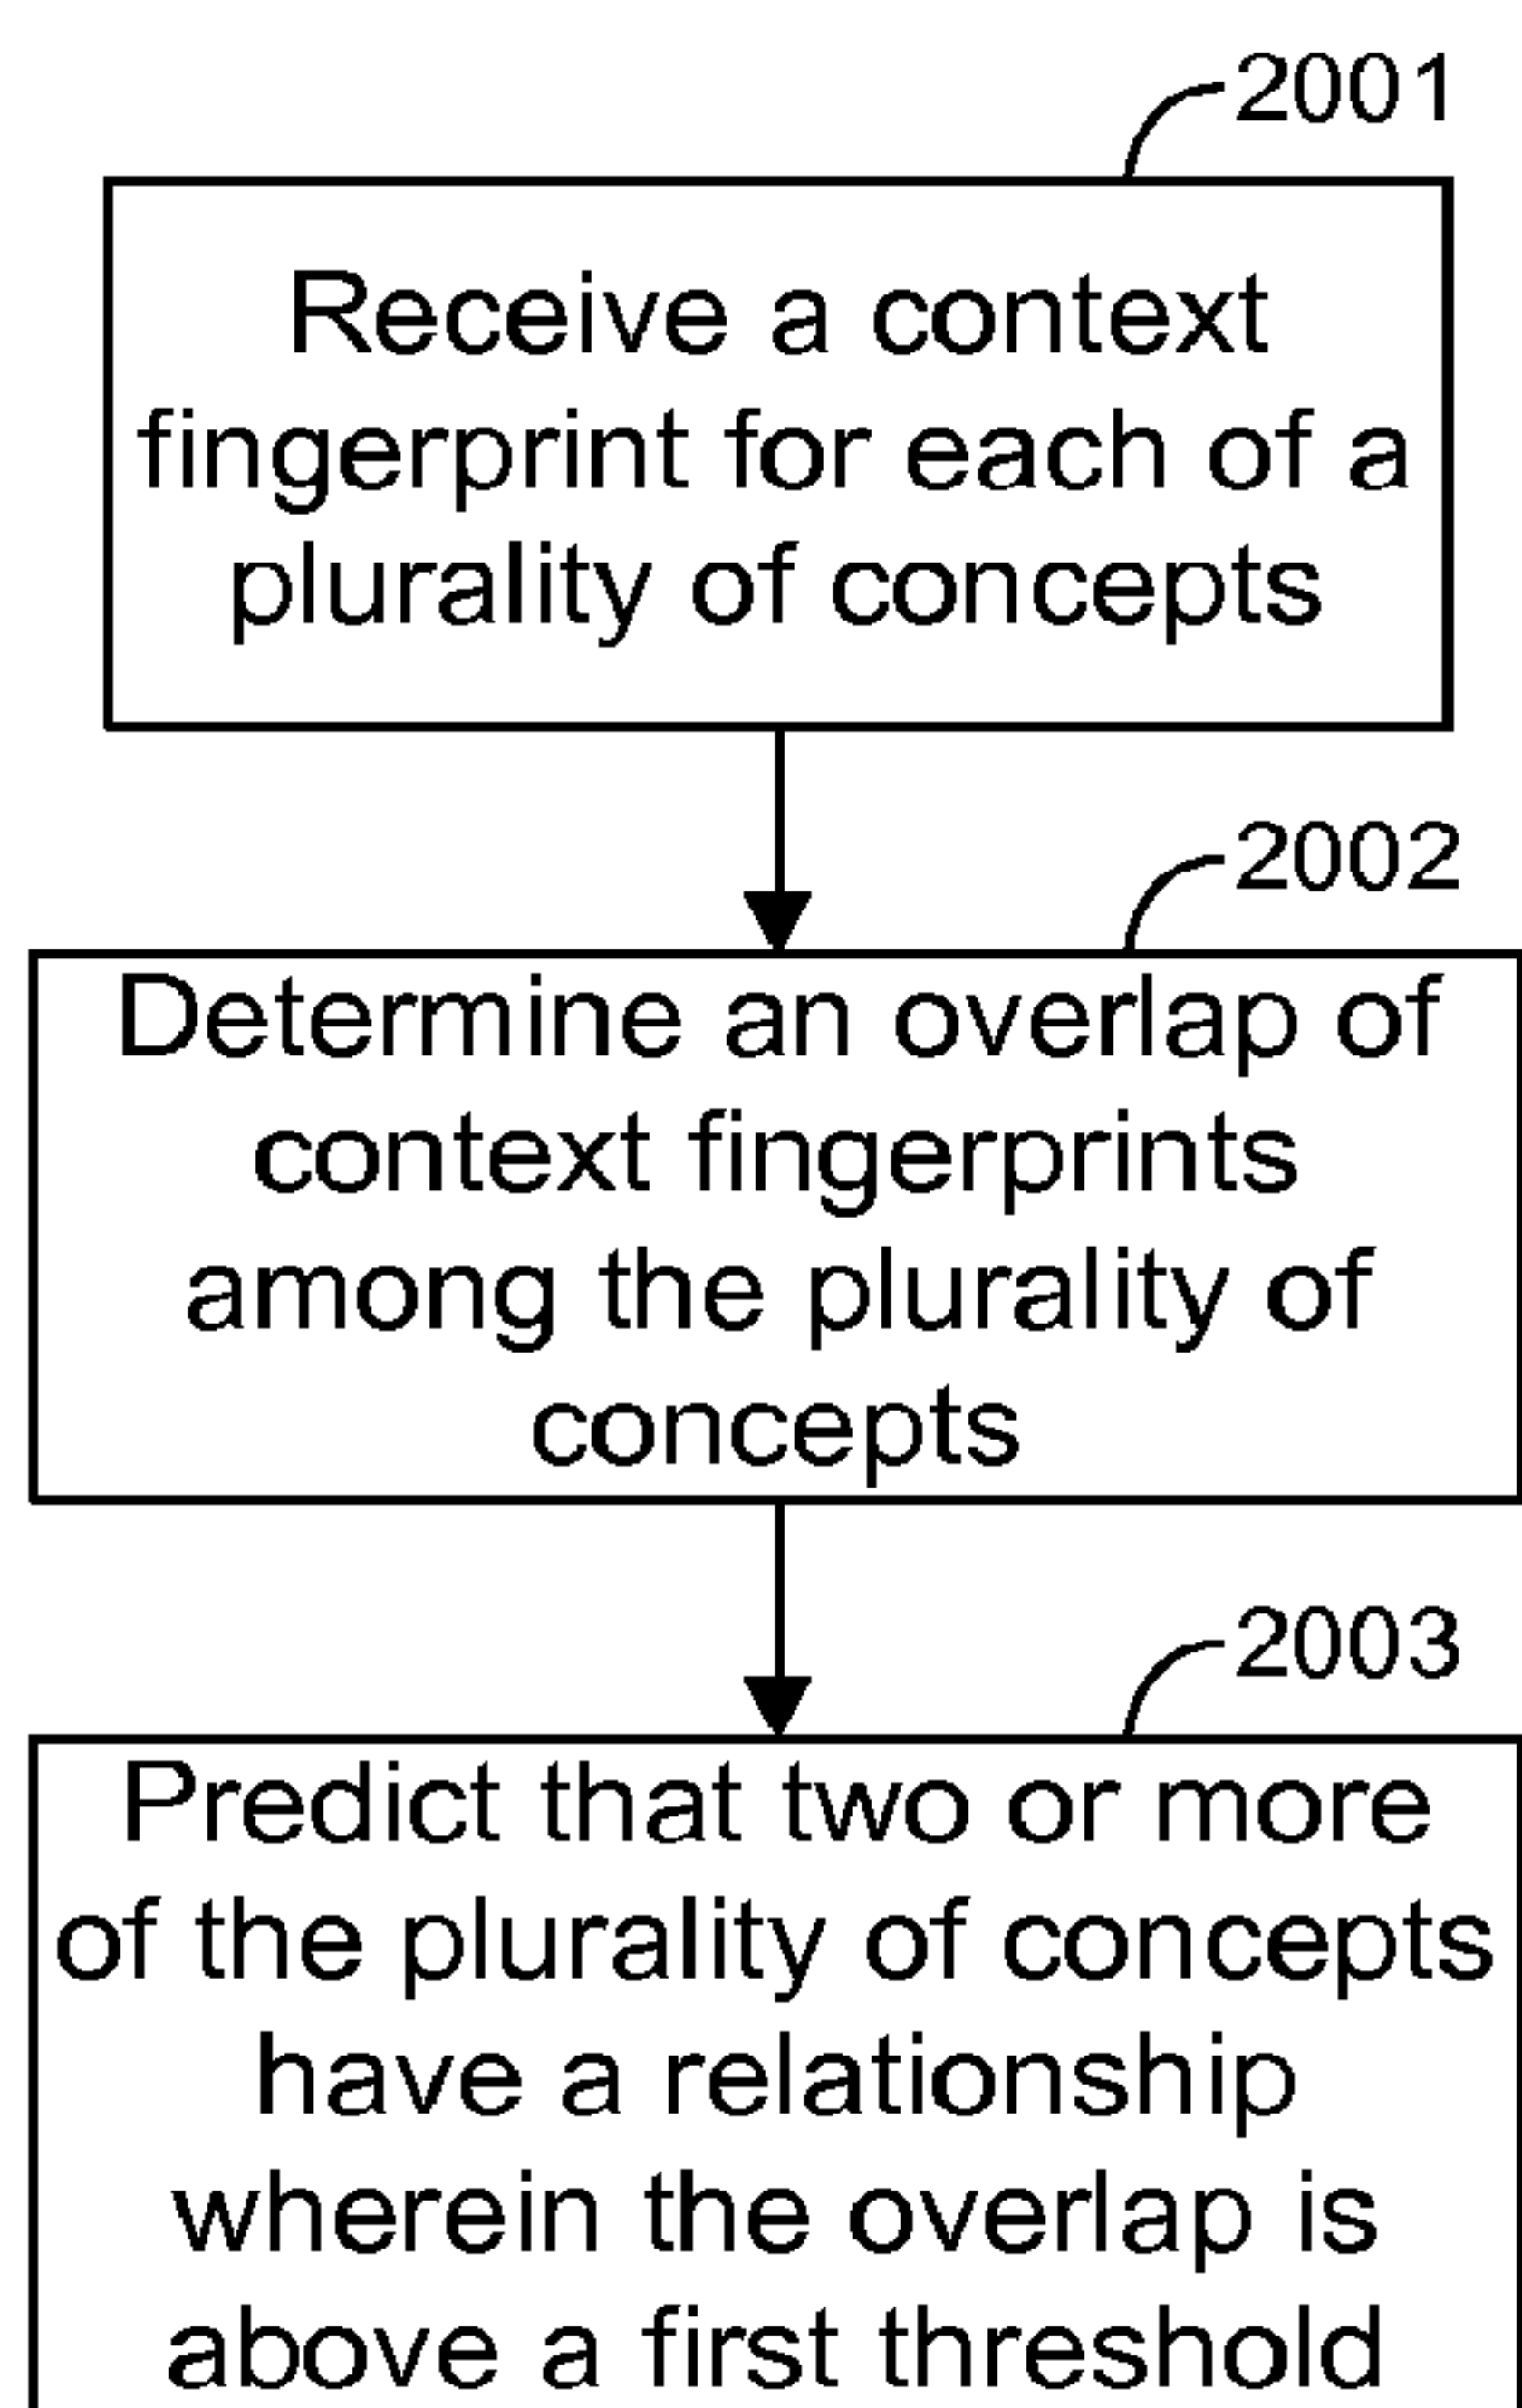 2001
Receive a context
fingerprint for each of a
plurality of concepts
2002
Determine an overlap of
context fingerprints
among the plurality of
concepts
2003
Predict that two or more
of the plurality of concepts
have a relationship
wherein the overlap is
above a first threshold